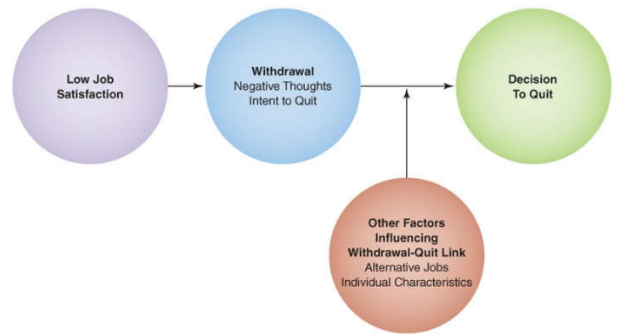 Low Job
Satisfaction
Withdrawal
Negative Thoughts
Intent to Quit
Decision
To Quit
Other Factors
Influencing
Withdrawal-Quit Link
Alternative Jobs
Individual Characteristics